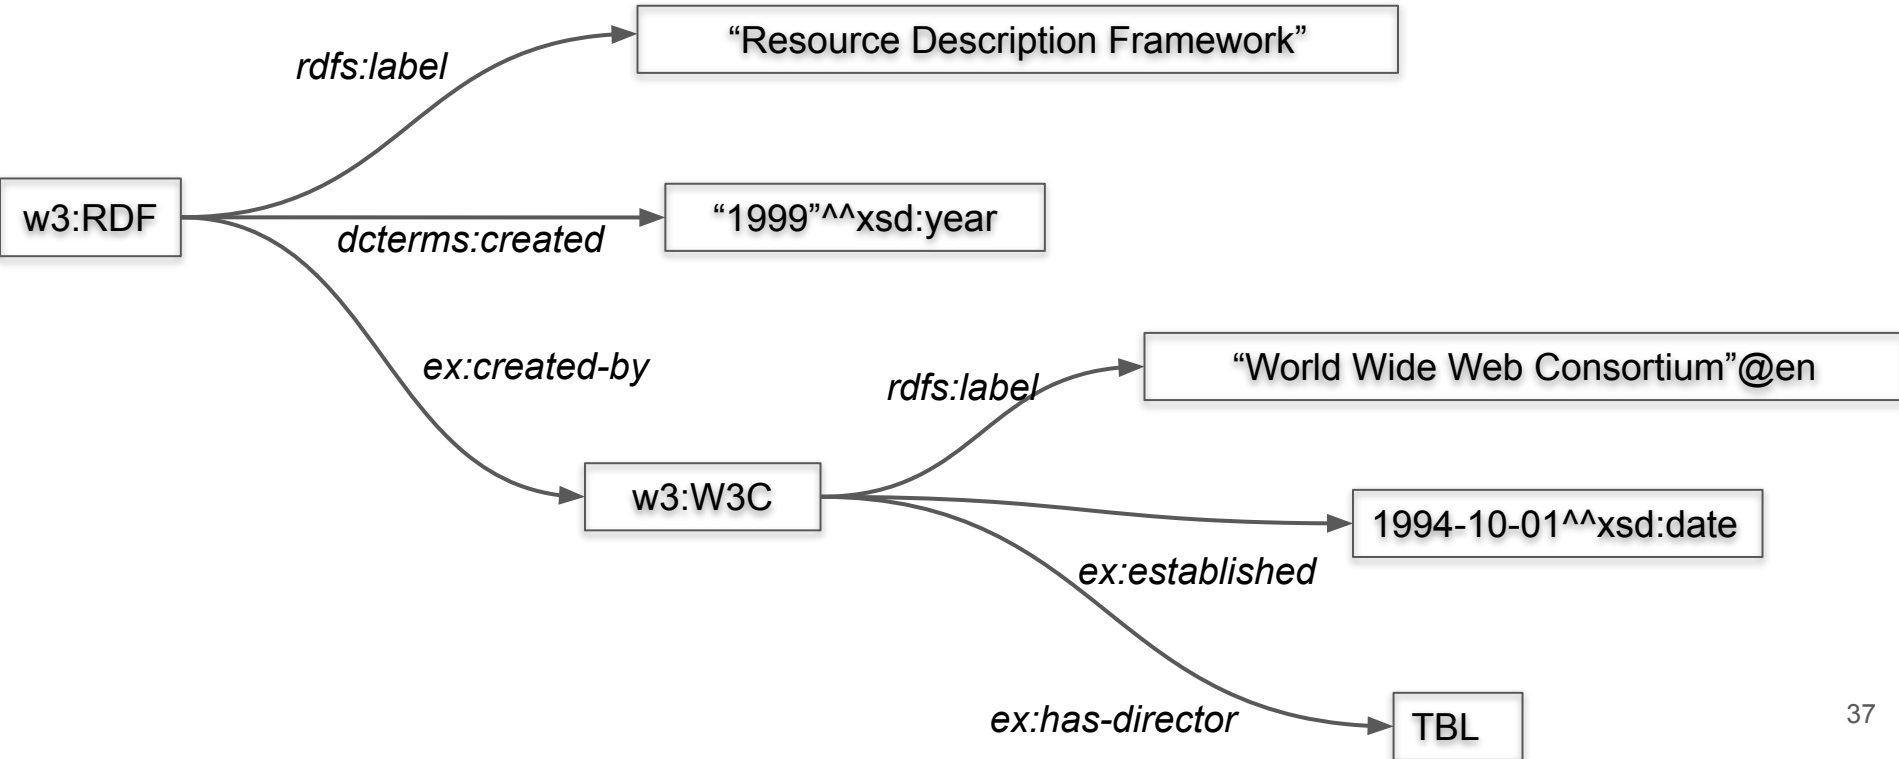 “Resource Description Framework”
rdfs:label
w3:RDF
“1999”^^xsd:year
dcterms:created
ex:created-by
rdfs:label
“World Wide Web Consortium”@en
w3:W3C
1994-10-01^^xsd:date
ex:established
ex:has-director
TBL
37